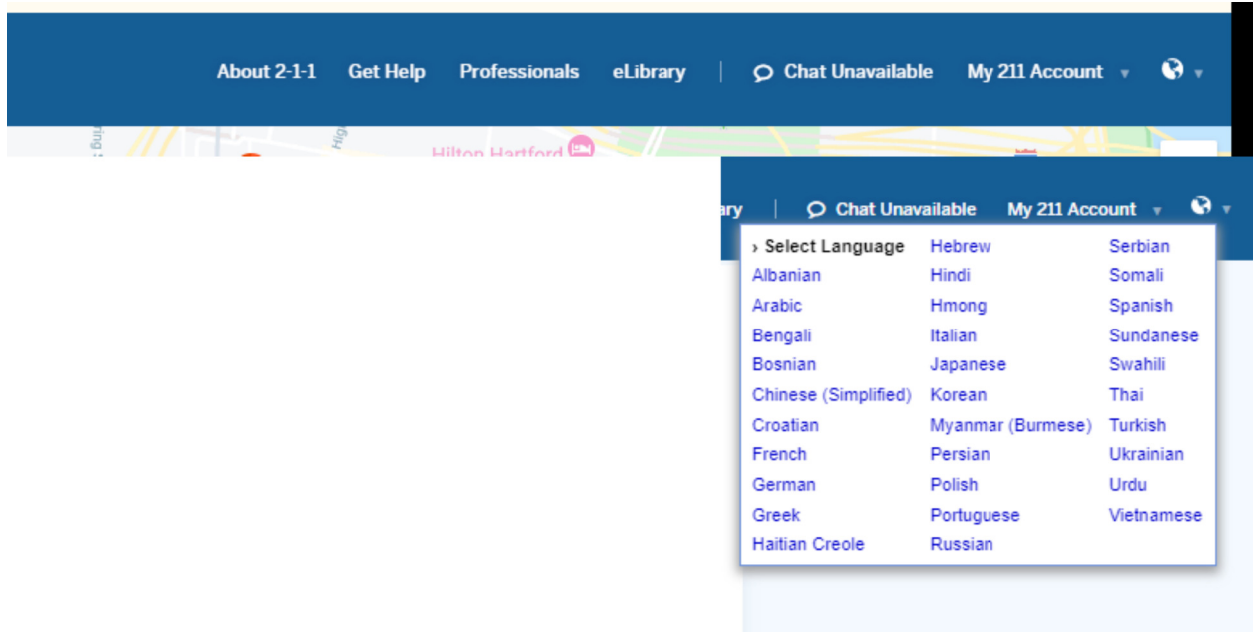 About 2-1-1 Get Help Professionals eLibrary Chat Unavailable My 211 Account
Hilton Hartford
Chat Unavailable My 211 Account
› Select Language Hebrew Serbian
Albanian Hindi Somali
Arabic Hmong Spanish
Bengali Italian Sundanese
Bosnian Japanese Swahili
Chinese (Simplified) Korean Thai
Croatian Myanmar (Burmese) Turkish
French Persian Ukrainian
German Polish Urdu
Greek Portuguese Vietnamese
Haitian Creole Russian